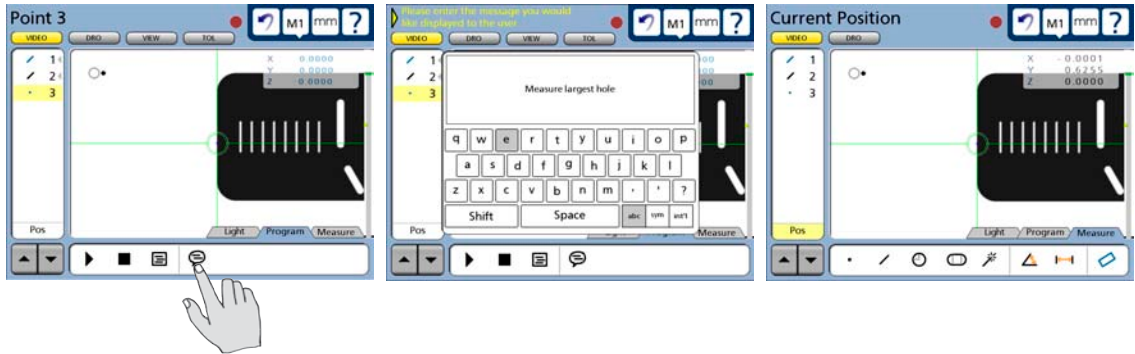 Point 3
M1 mm ?
VIDEO DRO VIEW TOL
1
2
3
X 0.0000
Y 0.0000
Z 0.0000
Pos
Light Program Measure
Please enter the message you would
like displayed to the user
M1 mm ?
VIDEO DRO VIEW TOL
1
2
3
Measure largest hole
q w e r t y u i o p
a s d f g h j k l
z x c v b n m . ' ?
Shift Space abc sym int'l
Pos
Measure
Current Position
M1 mm ?
VIDEO DRO
1
2
3
X - 0.0001
Y 0.6255
Z 0.0000
Pos
Light Program Measure